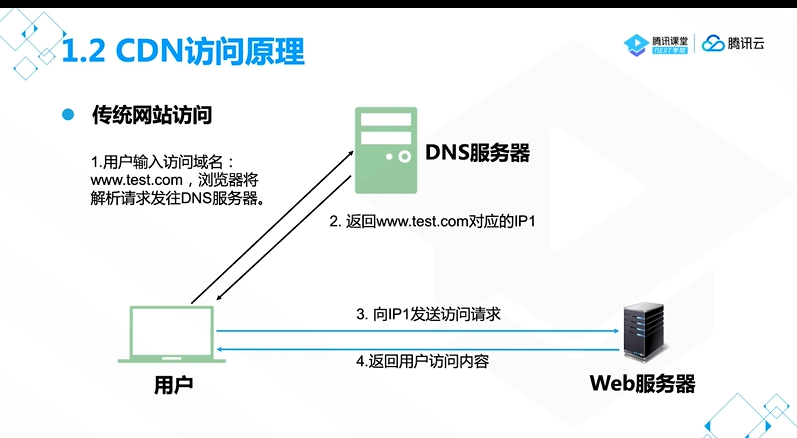 1.2 CDN访问原理
腾讯课堂
NEXT学院
腾讯云
传统网站访问
1.用户输入访问域名：
www.test.com，浏览器将
解析请求发往DNS服务器。
DNS服务器
2. 返回www.test.com对应的IP1
3. 向IP1发送访问请求
4.返回用户访问内容
用户
Web服务器